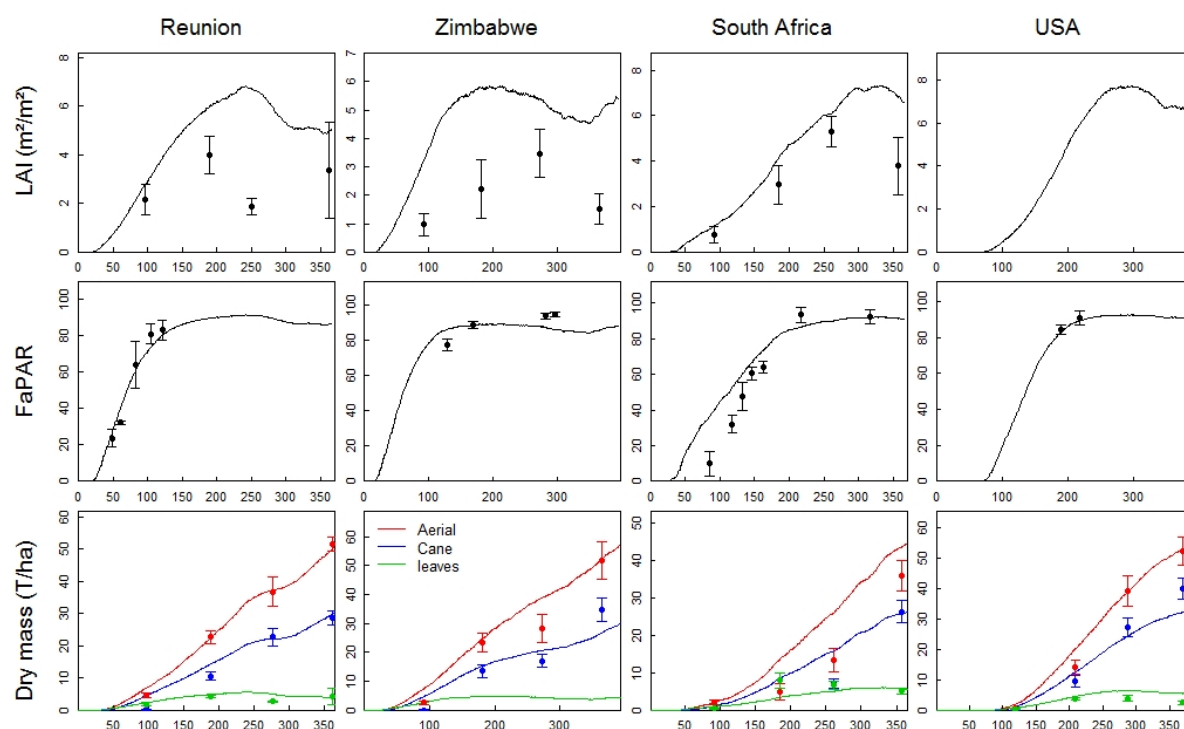 Reunion Zimbabwe South Africa USA
LAI (m²/m²)
0 2 4 6 8
0 1 2 3 4 5 6 7
0 2 4 6 8
0 2 4 6 8
0 50 100 150 200 250 300 350
0 100 200 300
0 50 100 150 200 250 300 350
0 100 200 300
FaPAR
0 20 40 60 80 100
0 20 40 60 80 100
0 20 40 60 80 100
0 20 40 60 80 100
0 50 100 150 200 250 300 350
0 100 200 300
0 50 100 150 200 250 300 350
0 100 200 300
Dry mass (T/ha)
0 10 20 30 40 50 60
0 10 20 30 40 50 60
Aerial
Cane
leaves
0 10 20 30 40 50
0 10 20 30 40 50 60
0 50 100 150 200 250 300 350
0 100 200 300
0 50 100 150 200 250 300 350
0 50 100 150 200 250 300 350